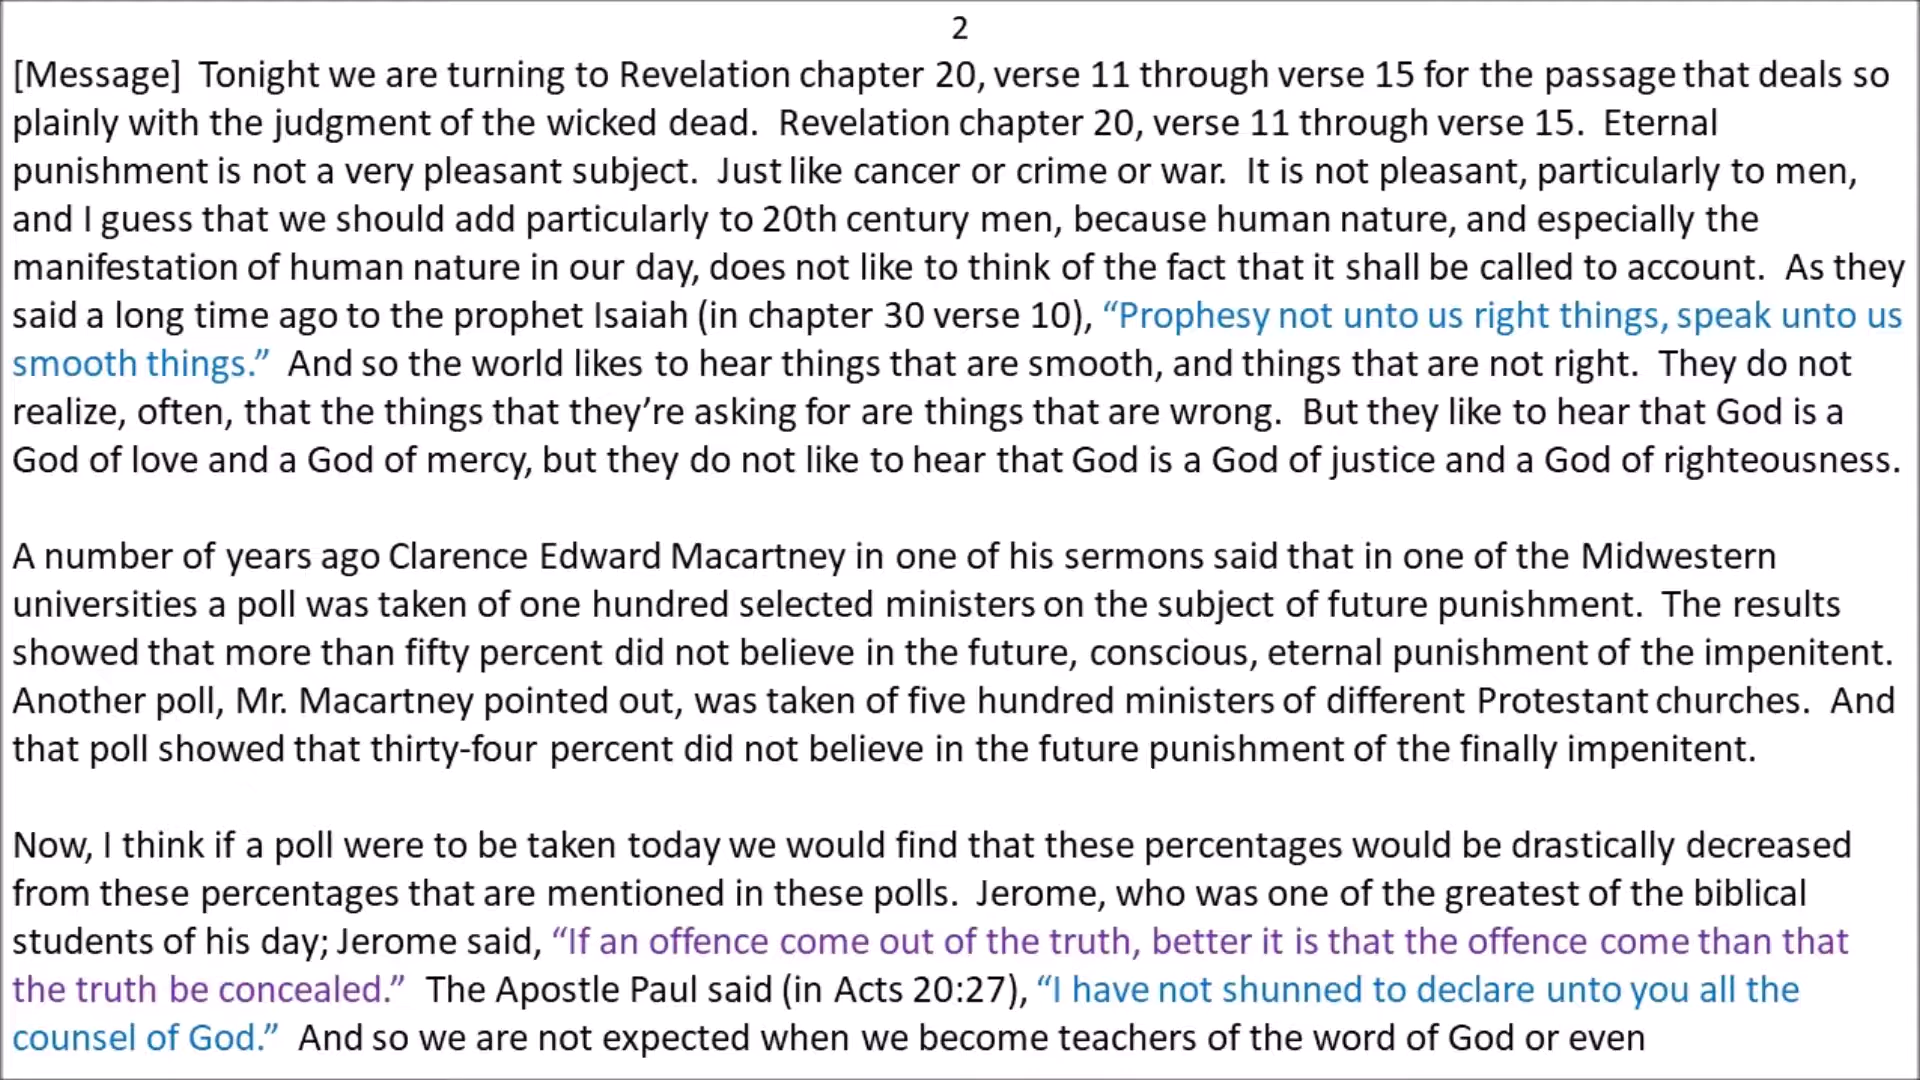 2
[Message]  Tonight we are turning to Revelation chapter 20, verse 11 through verse 15 for the passage that deals so
plainly with the judgment of the wicked dead.  Revelation chapter 20, verse 11 through verse 15.  Eternal
punishment is not a very pleasant subject.  Just like cancer or crime or war.  It is not pleasant, particularly to men,
and I guess that we should add particularly to 20th century men, because human nature, and especially the
manifestation of human nature in our day, does not like to think of the fact that it shall be called to account.  As they
said a long time ago to the prophet Isaiah (in chapter 30 verse 10), “Prophesy not unto us right things, speak unto us
smooth things.”  And so the world likes to hear things that are smooth, and things that are not right.  They do not
realize, often, that the things that they’re asking for are things that are wrong.  But they like to hear that God is a
God of love and a God of mercy, but they do not like to hear that God is a God of justice and a God of righteousness.
A number of years ago Clarence Edward Macartney in one of his sermons said that in one of the Midwestern
universities a poll was taken of one hundred selected ministers on the subject of future punishment.  The results
showed that more than fifty percent did not believe in the future, conscious, eternal punishment of the impenitent.
Another poll, Mr. Macartney pointed out, was taken of five hundred ministers of different Protestant churches.  And
that poll showed that thirty-four percent did not believe in the future punishment of the finally impenitent.
Now, I think if a poll were to be taken today we would find that these percentages would be drastically decreased
from these percentages that are mentioned in these polls.  Jerome, who was one of the greatest of the biblical
students of his day; Jerome said, “If an offence come out of the truth, better it is that the offence come than that
the truth be concealed.”  The Apostle Paul said (in Acts 20:27), “I have not shunned to declare unto you all the
counsel of God.”  And so we are not expected when we become teachers of the word of God or even